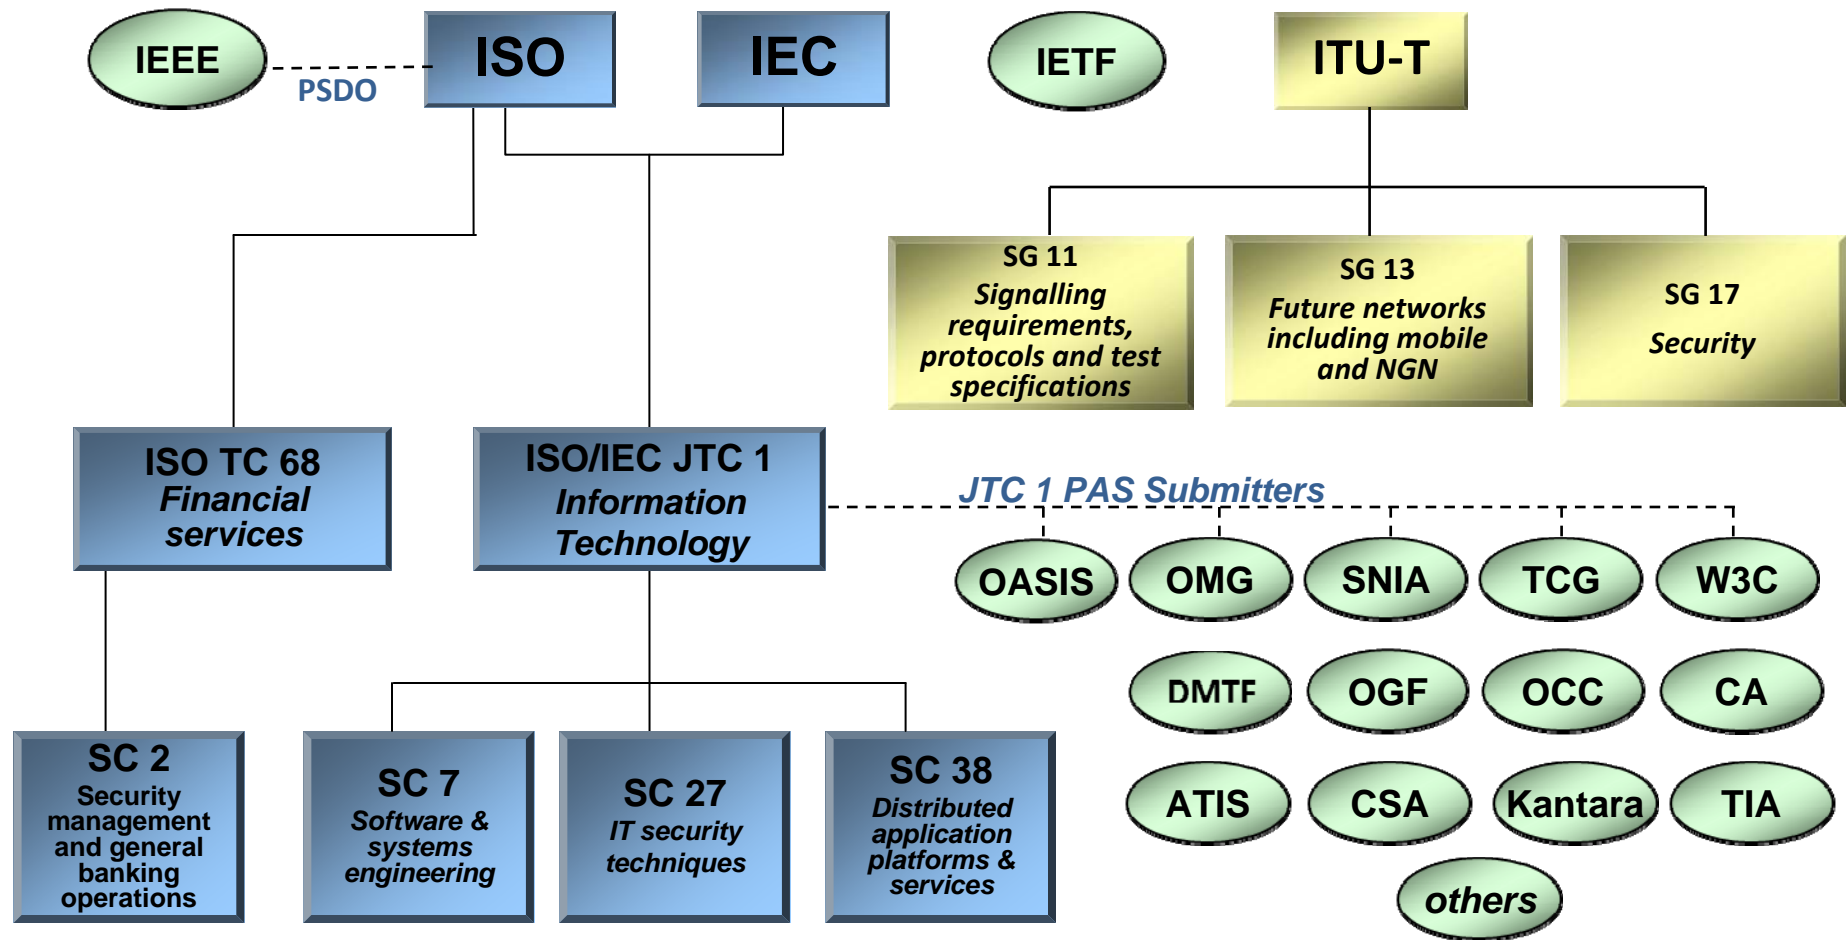 IEEE
PSDO
ISO
IEC
IETF
ITU-T
SG 11
Signalling
requirements,
protocols and test
specifications
SG 13
Future networks
including mobile
and NGN
SG 17
Security
ISO TC 68
Financial
services
ISO/IEC JTC 1
Information
Technology
JTC 1 PAS Submitters
OASIS
OMG
SNIA
TCG
W3C
DMTF
OGF
OCC
CA
ATIS
CSA
Kantara
TIA
others
SC 2
Security
management
and general
banking
operations
SC 7
Software &
systems
engineering
SC 27
IT security
techniques
SC 38
Distributed
application
platforms &
services